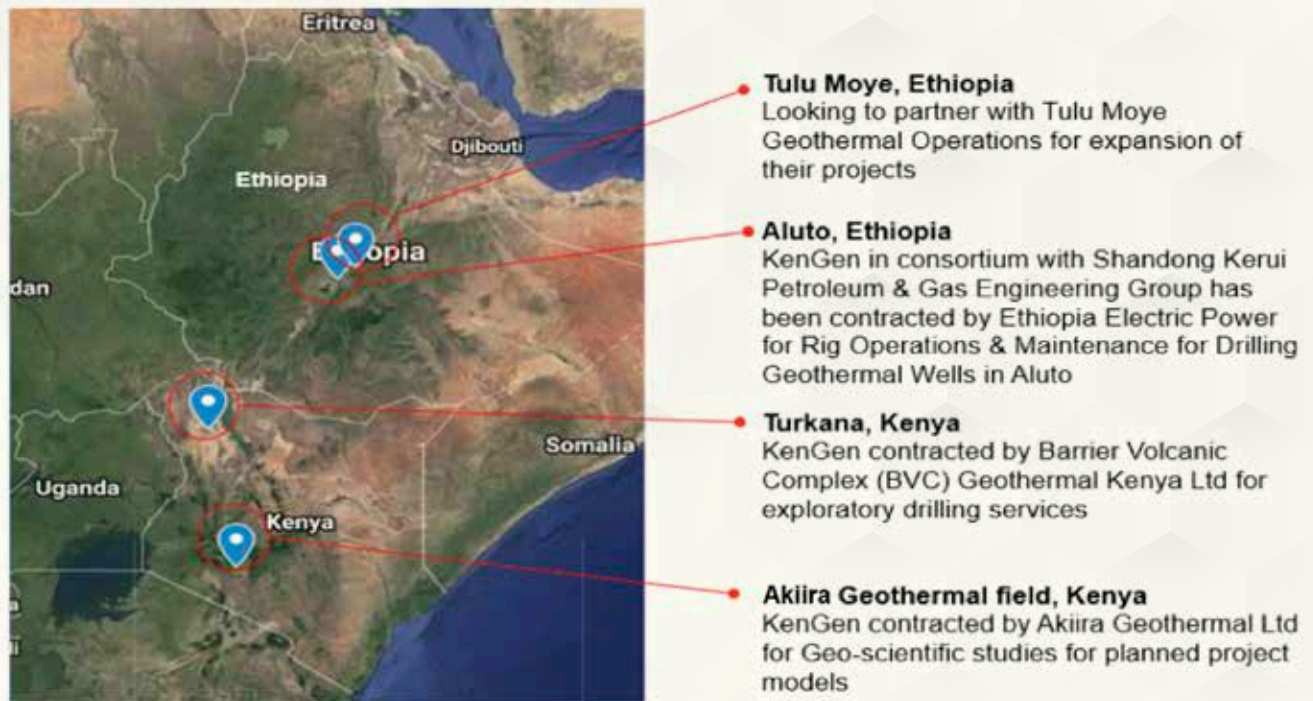 Eritrea
Djibouti
Ethiopia
Somalia
Uganda
Kenya
dan
Tulu Moye, Ethiopia
Looking to partner with Tulu Moye
Geothermal Operations for expansion of
their projects
Aluto, Ethiopia
KenGen in consortium with Shandong Kerui
Petroleum & Gas Engineering Group has
been contracted by Ethiopia Electric Power
for Rig Operations & Maintenance for Drilling
Geothermal Wells in Aluto
Turkana, Kenya
KenGen contracted by Barrier Volcanic
Complex (BVC) Geothermal Kenya Ltd for
exploratory drilling services
Akiira Geothermal field, Kenya
KenGen contracted by Akiira Geothermal Ltd
for Geo-scientific studies for planned project
models